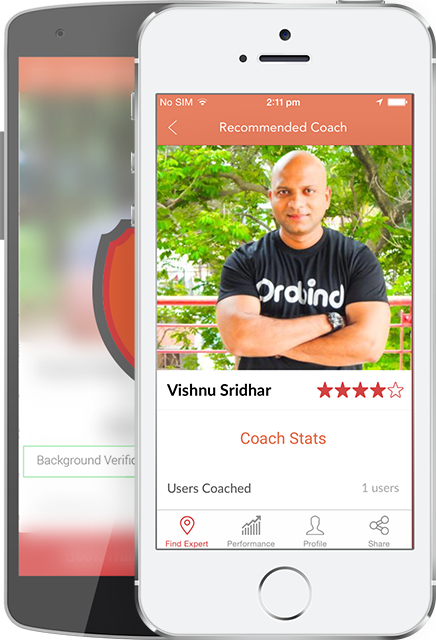 No SIM 2:11 pm
Recommended Coach
Orobind
Vishnu Sridhar
Coach Stats
Users Coached 1 users
Find Expert Performance Profile Share
Background Verific